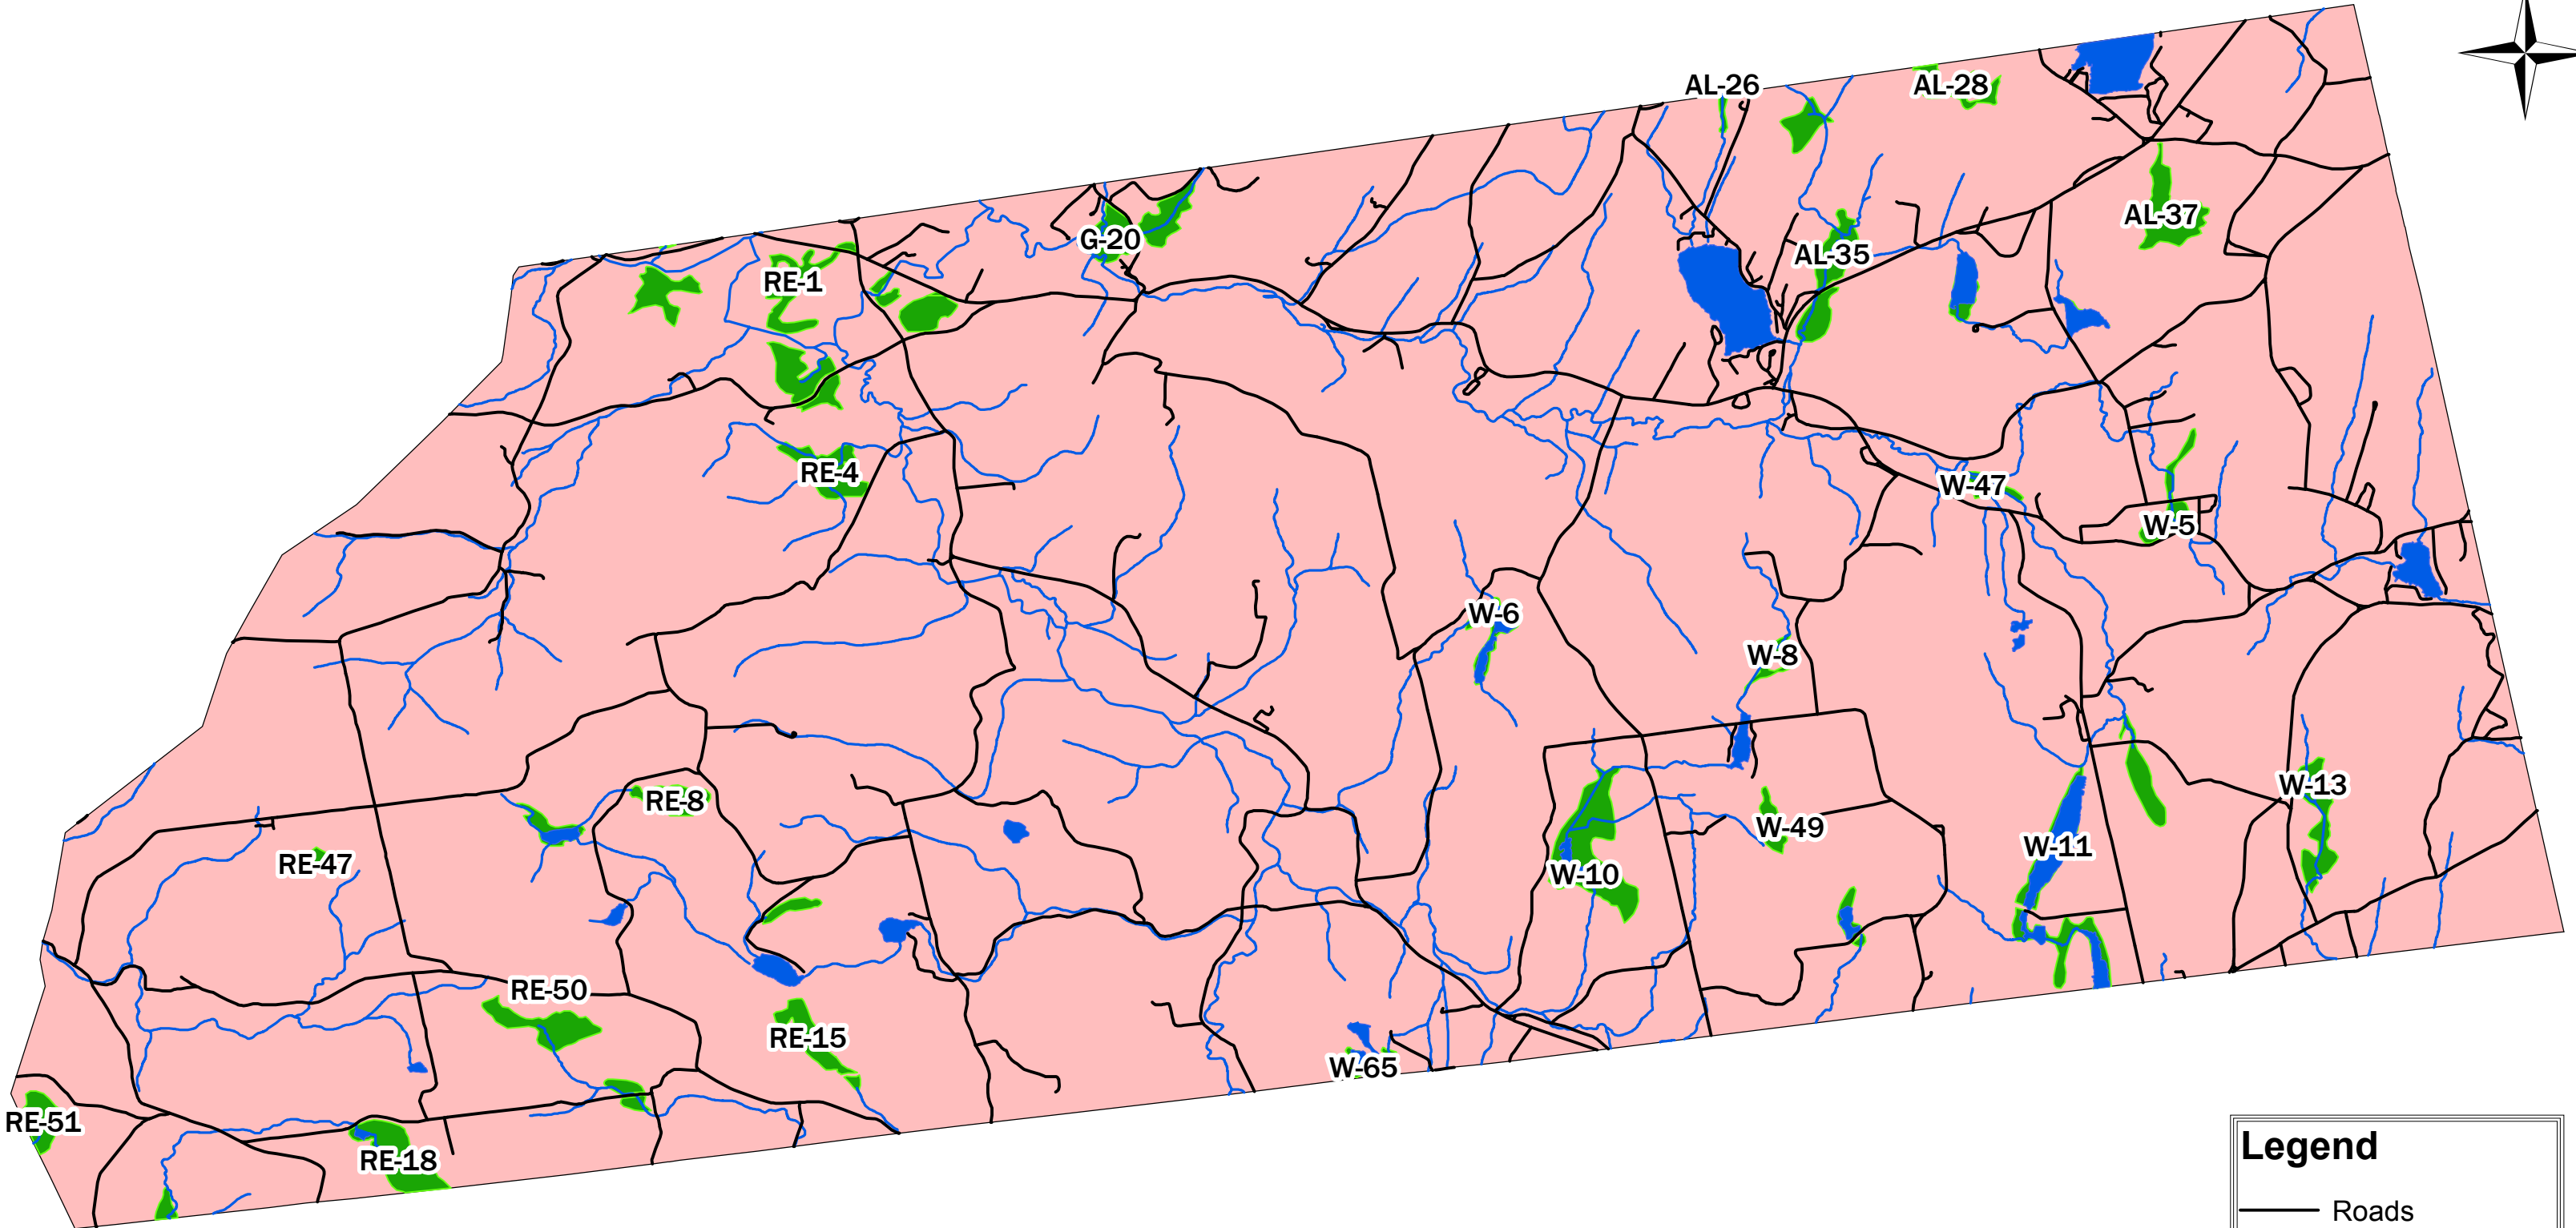 AL-26
AL-28
AL-37
G-20
AL-35
RE-1
RE-4
W-47
W-5
W-6
W-8
W-13
RE-8
W-49
W-11
RE-47
W-10
RE-50
RE-15
W-65
RE-51
RE-18
Legend
Roads